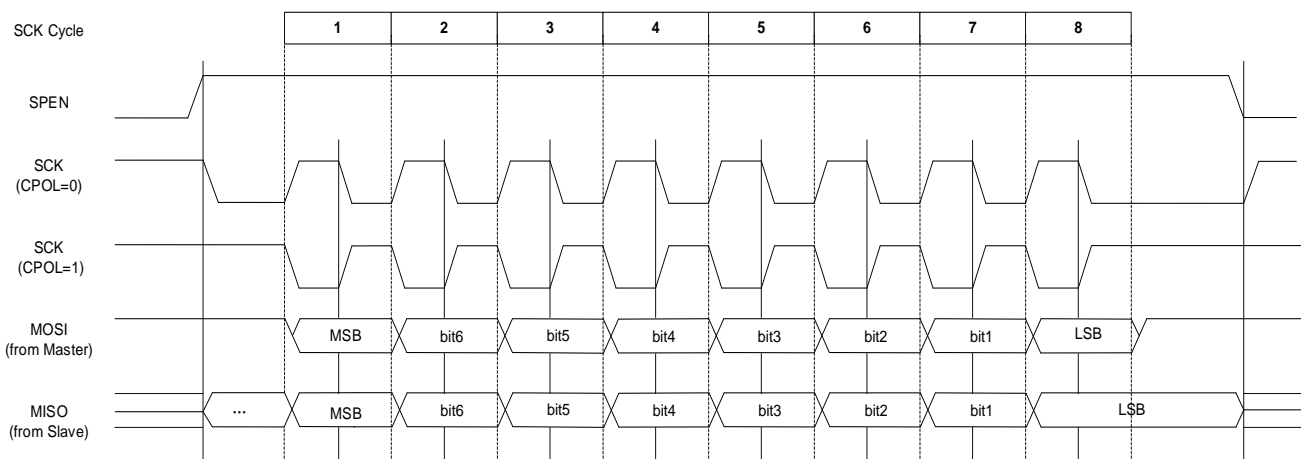 SCK Cycle 1 2 3 4 5 6 7 8
SPEN
SCK
(CPOL=0)
SCK
(CPOL=1)
MOSI
(from Master)
MSB bit6 bit5 bit4 bit3 bit2 bit1 LSB
MISO
(from Slave)
... MSB bit6 bit5 bit4 bit3 bit2 bit1 LSB